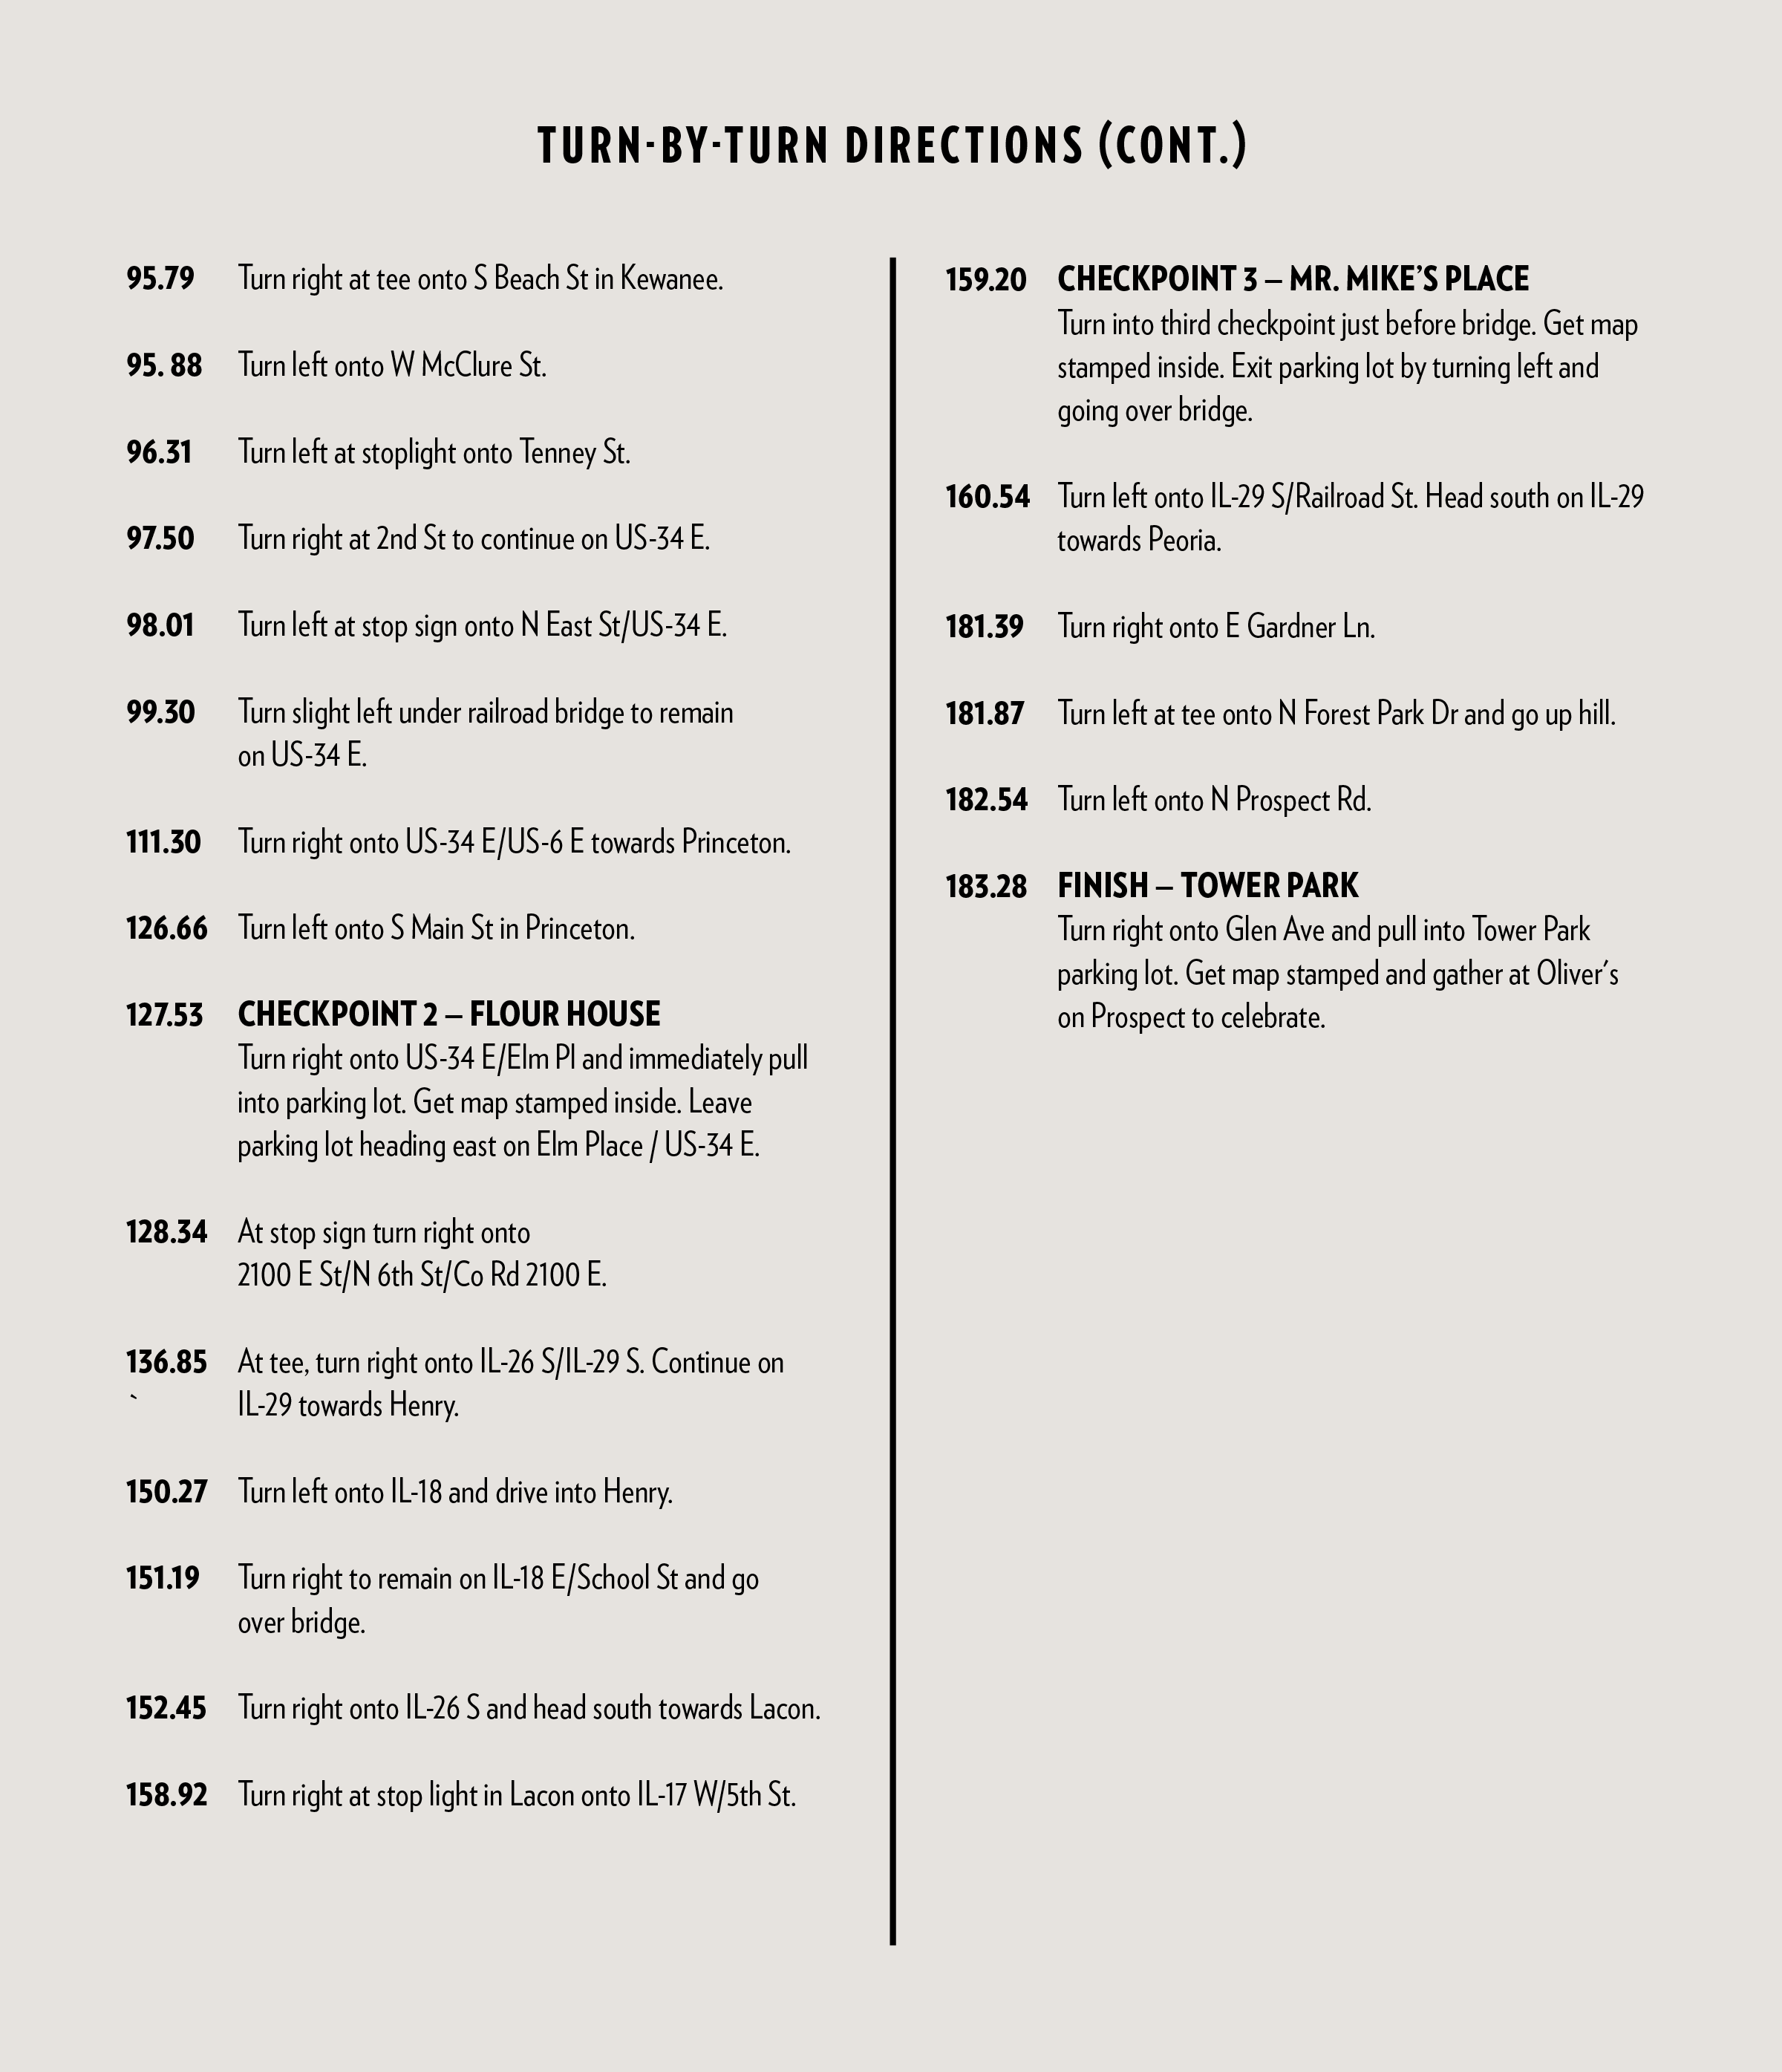 TURN-BY-TURN DIRECTIONS (CONT.)
95.79 Turn right at tee onto S Beach St in Kewanee.
95. 88 Turn left onto W McClure St.
96.31 Turn left at stoplight onto Tenney St.
97.50 Turn right at 2nd St to continue on US-34 E.
98.01 Turn left at stop sign onto N East St/US-34 E.
99.30 Turn slight left under railroad bridge to remain
on US-34 E.
111.30 Turn right onto US-34 E/US-6 E towards Princeton.
126.66 Turn left onto S Main St in Princeton.
127.53 CHECKPOINT 2 – FLOUR HOUSE
Turn right onto US-34 E/Elm Pl and immediately pull
into parking lot. Get map stamped inside. Leave
parking lot heading east on Elm Place / US-34 E.
128.34 At stop sign turn right onto
2100 E St/N 6th St/Co Rd 2100 E.
136.85 At tee, turn right onto IL-26 S/IL-29 S. Continue on
` IL-29 towards Henry.
150.27 Turn left onto IL-18 and drive into Henry.
151.19 Turn right to remain on IL-18 E/School St and go
over bridge.
152.45 Turn right onto IL-26 S and head south towards Lacon.
158.92 Turn right at stop light in Lacon onto IL-17 W/5th St.
159.20 CHECKPOINT 3 – MR. MIKE’S PLACE
Turn into third checkpoint just before bridge. Get map
stamped inside. Exit parking lot by turning left and
going over bridge.
160.54 Turn left onto IL-29 S/Railroad St. Head south on IL-29
towards Peoria.
181.39 Turn right onto E Gardner Ln.
181.87 Turn left at tee onto N Forest Park Dr and go up hill.
182.54 Turn left onto N Prospect Rd.
183.28 FINISH – TOWER PARK
Turn right onto Glen Ave and pull into Tower Park
parking lot. Get map stamped and gather at Oliver's
on Prospect to celebrate.